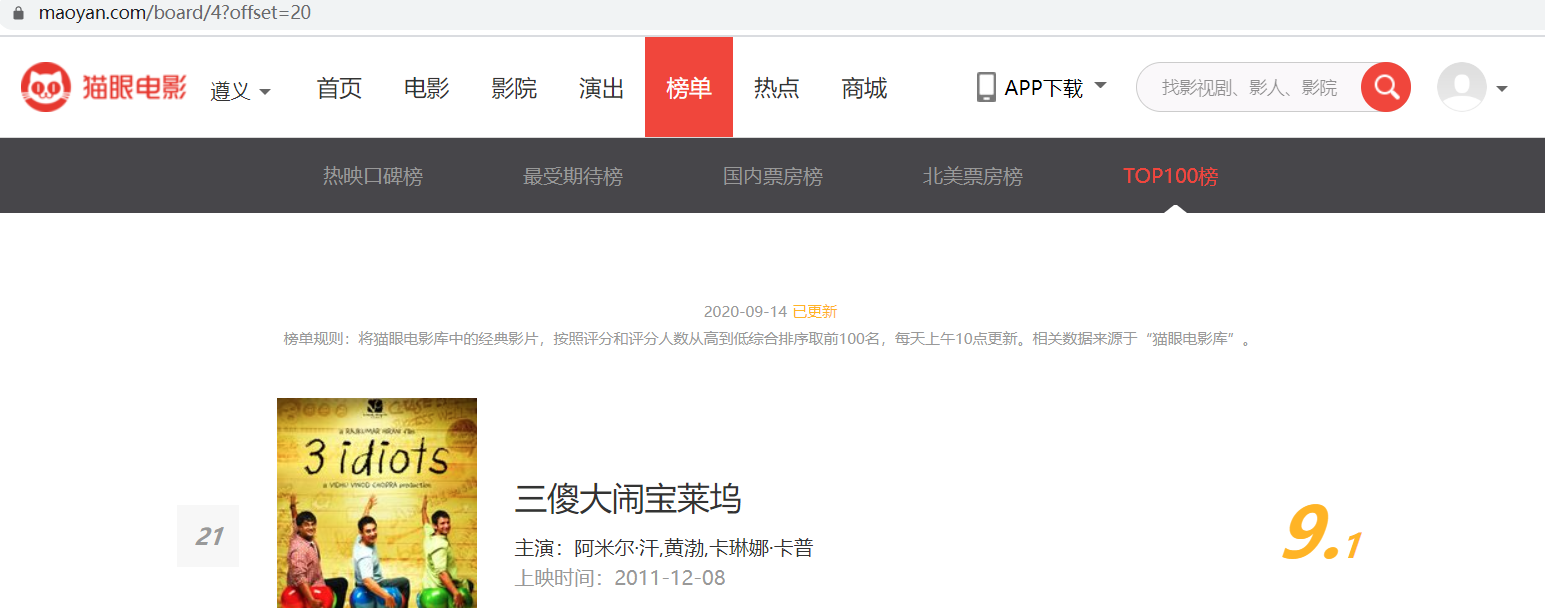 maoyan.com/board/4?offset=20
猫眼电影 遵义 首页 电影 影院 演出 榜单 热点 商城 APP下载 找影视剧、影人、影院
热映口碑榜 最受期待榜 国内票房榜 北美票房榜 TOP100榜
2020-09-14 已更新
榜单规则：将猫眼电影库中的经典影片，按照评分和评分人数从高到低综合排序取前100名，每天上午10点更新。相关数据来源于“猫眼电影库”。
a RAJKUMAR HIRANI film
3 idiots
a VIDHU VINOD CHOPRA production
三傻大闹宝莱坞
21
9.1
主演：阿米尔·汗,黄渤,卡琳娜·卡普
上映时间：2011-12-08